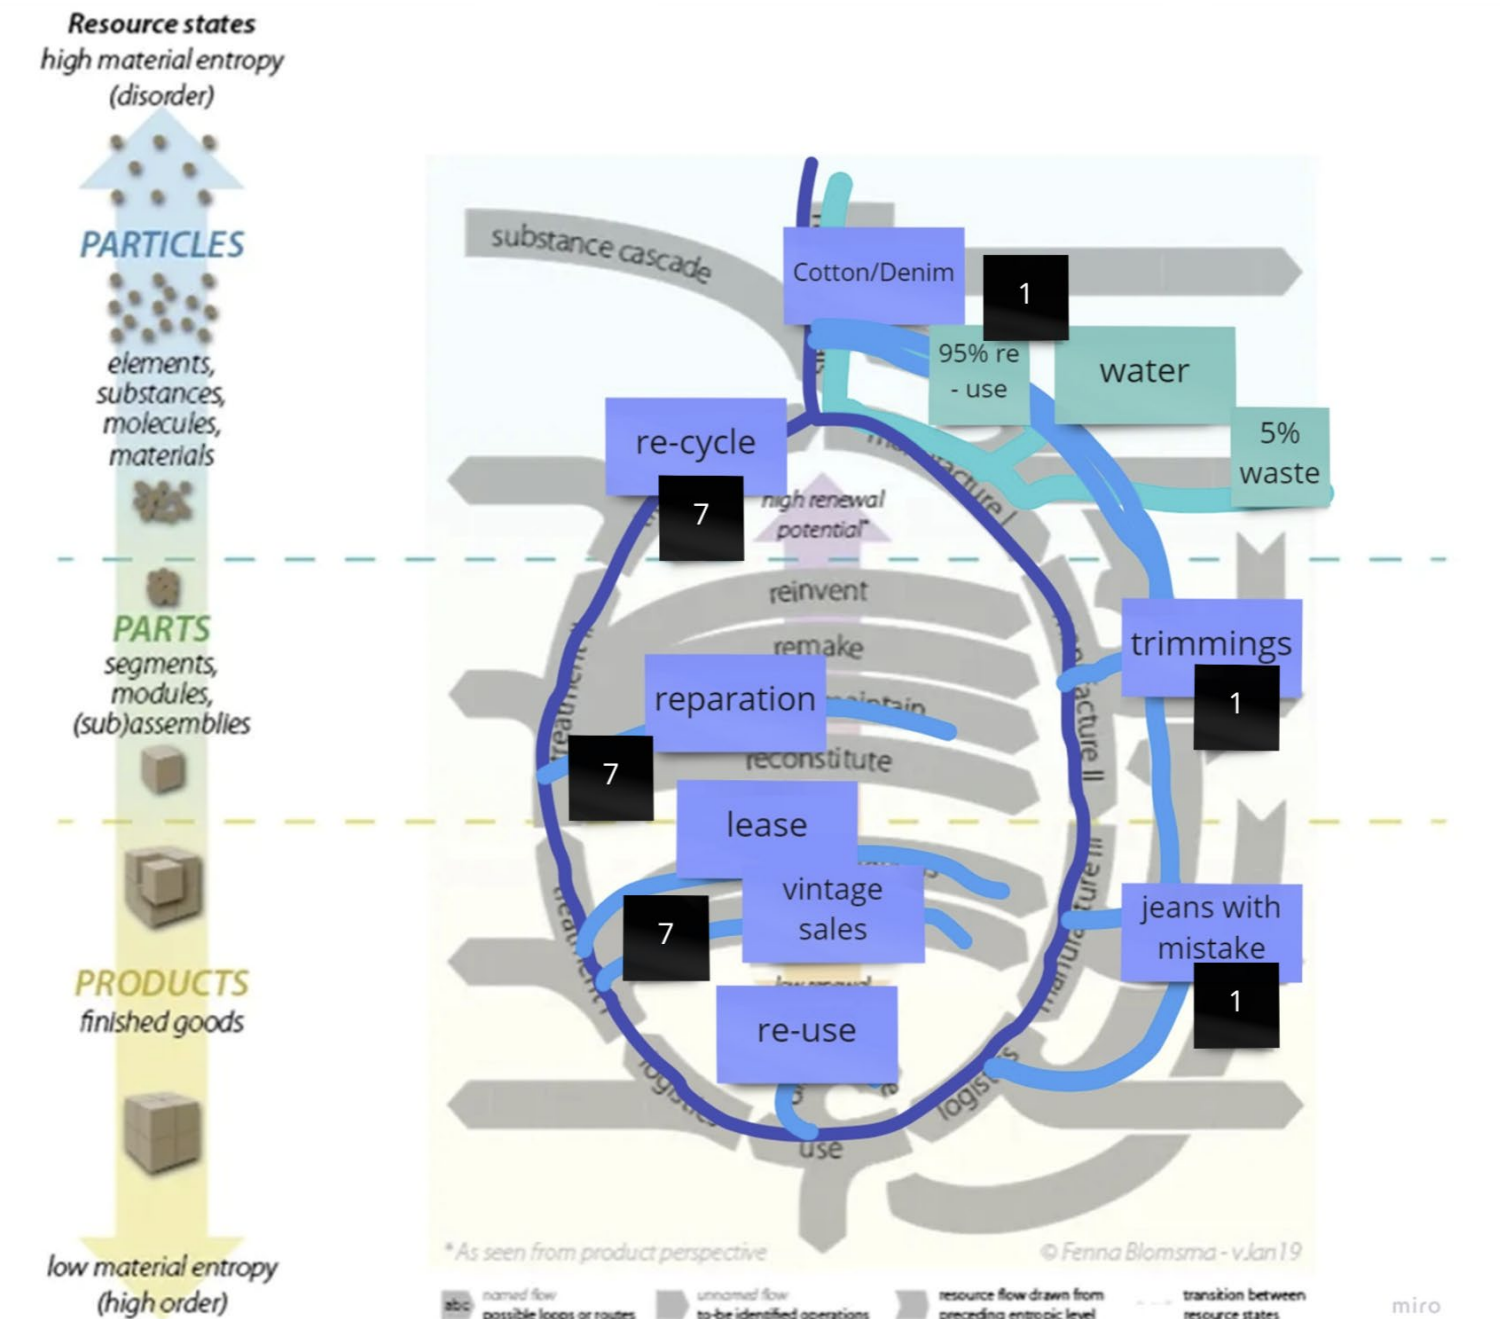 Resource states
high material entropy
(disorder)
PARTICLES
elements,
substances,
molecules,
materials
PARTS
segments,
modules,
(sub)assemblies
PRODUCTS
finished goods
low material entropy
(high order)
substance cascade
Cotton/Denim
1
95% re
- use
water
5%
waste
re-cycle
7
manufacture I
high renewal
potential*
reinvent
remake
trimmings
1
reparation
reconstitute
7
lease
vintage
sales
7
jeans with
mistake
1
re-use
logistics
logistics
use
* As seen from product perspective
© Fenna Blomsma - vJan19
abc
named flow
possible loops or routes
unnamed flow
to-be identified operations
resource flow drawn from
preceding entropic level
transition between
resource states
miro